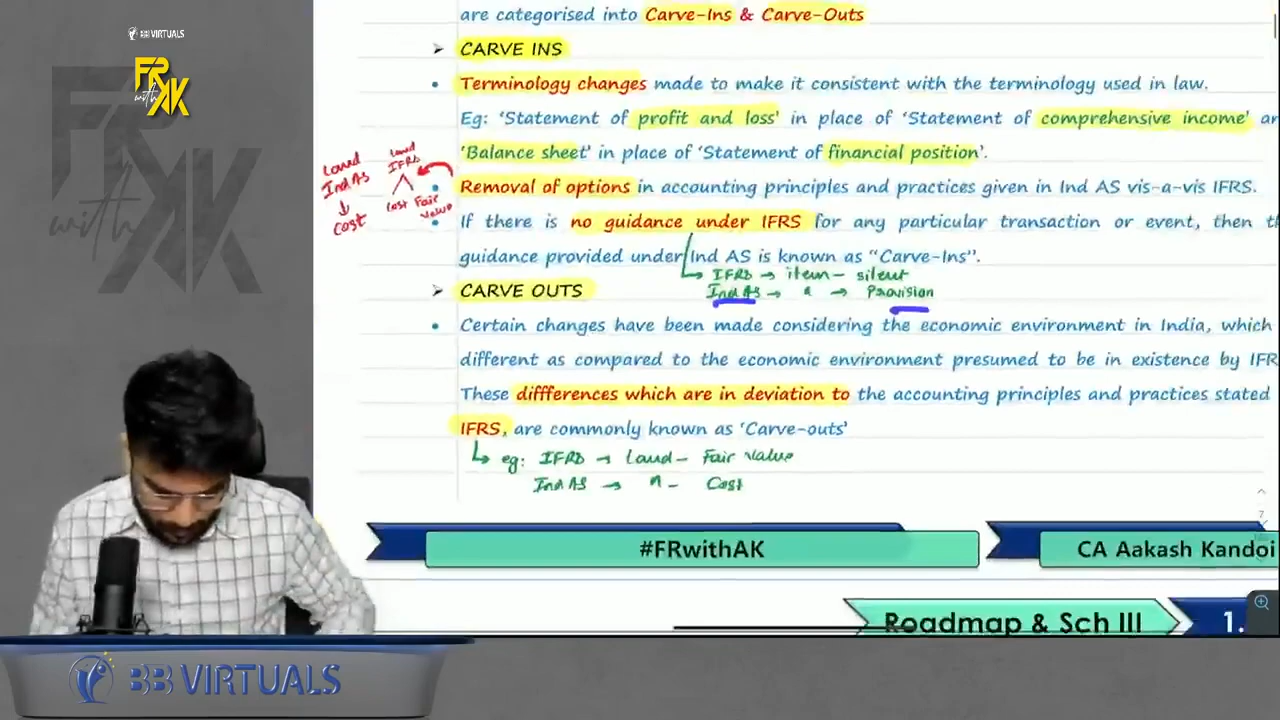 BB VIRTUALS
FR
with
AK
FR
with
AK
are categorised into Carve-Ins & Carve-Outs
➢ CARVE INS
• Terminology changes made to make it consistent with the terminology used in law.
Eg: ‘Statement of profit and loss’ in place of ‘Statement of comprehensive income’ an
‘Balance sheet’ in place of ‘Statement of financial position’.
Land
Ind AS
↓
Cost
Land
IFRS
Cost Fair
Value
• Removal of options in accounting principles and practices given in Ind AS vis-a-vis IFRS.
• If there is no guidance under IFRS for any particular transaction or event, then th
guidance provided under Ind AS is known as “Carve-Ins”.
IFRS → item - silent
Ind AS → " → Provision
➢ CARVE OUTS
• Certain changes have been made considering the economic environment in India, which
different as compared to the economic environment presumed to be in existence by IFR
These diffferences which are in deviation to the accounting principles and practices stated
IFRS, are commonly known as ‘Carve-outs’
eg: IFRS → Land - Fair Value
Ind AS → " - Cost
7
#FRwithAK
CA Aakash Kandoi
Roadmap & Sch III
1.
BB VIRTUALS